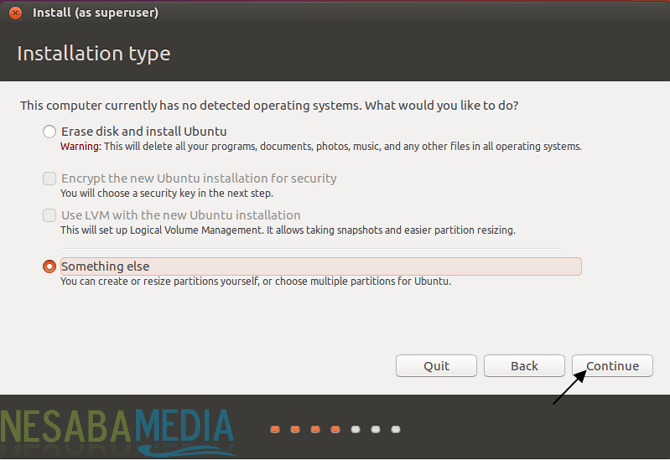 Install (as superuser)
Installation type
This computer currently has no detected operating systems. What would you like to do?
Erase disk and install Ubuntu
Warning: This will delete all your programs, documents, photos, music, and any other files in all operating systems.
Encrypt the new Ubuntu installation for security
You will choose a security key in the next step.
Use LVM with the new Ubuntu installation
This will set up Logical Volume Management. It allows taking snapshots and easier partition resizing.
Something else
You can create or resize partitions yourself, or choose multiple partitions for Ubuntu.
Quit Back Continue
NESABAMEDIA